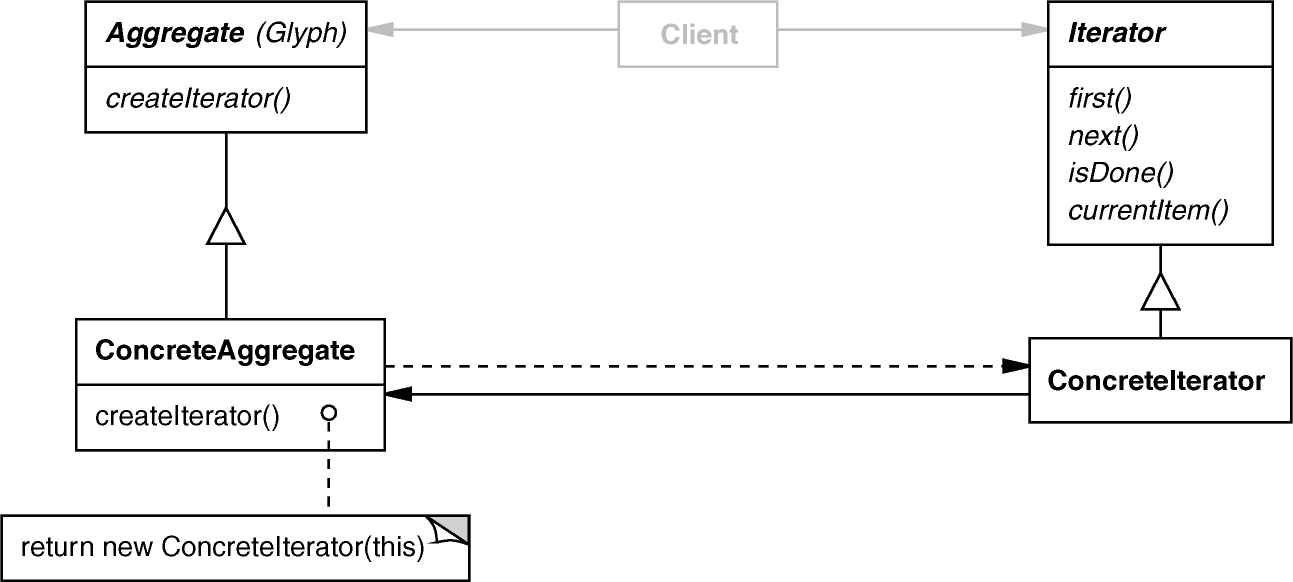 Aggregate (Glyph)
createIterator()
Client
Iterator
first()
next()
isDone()
currentItem()
ConcreteAggregate
createIterator()
ConcreteIterator
return new ConcreteIterator(this)